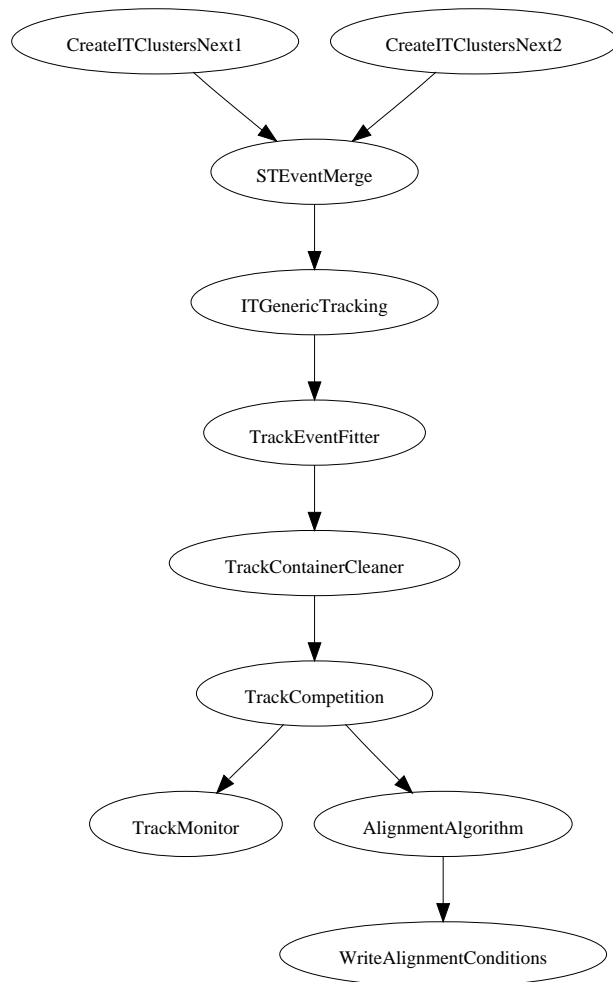 CreateITClustersNext1
CreateITClustersNext2
STEventMerge
ITGenericTracking
TrackEventFitter
TrackContainerCleaner
TrackCompetition
TrackMonitor
AlignmentAlgorithm
WriteAlignmentConditions